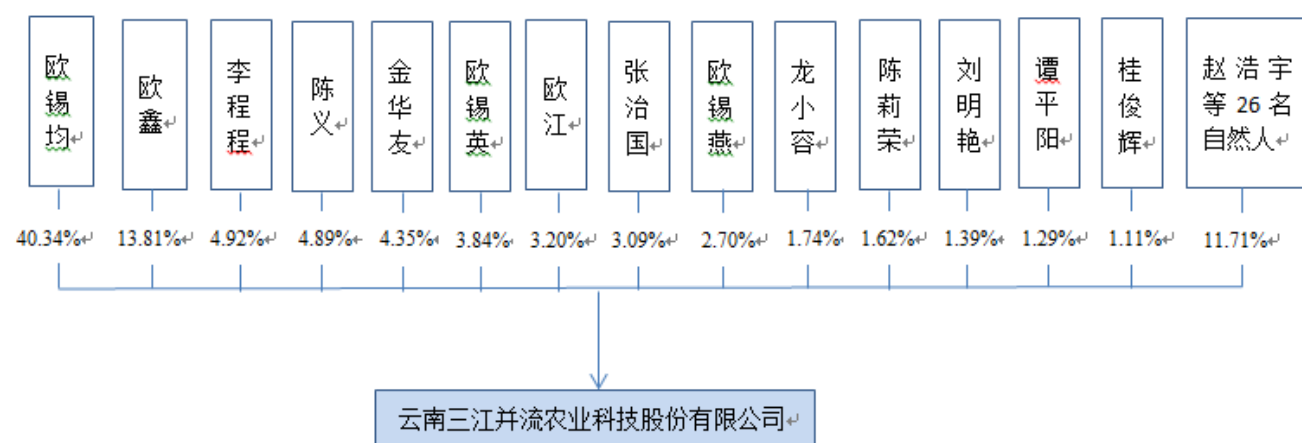 欧锡均
欧鑫
李程程
陈义
金华友
欧锡英
欧江
张治国
欧锡燕
龙小容
陈莉荣
刘明艳
谭平阳
桂俊辉
赵浩宇
等 26 名
自然人
40.34%
13.81%
4.92%
4.89%
4.35%
3.84%
3.20%
3.09%
2.70%
1.74%
1.62%
1.39%
1.29%
1.11%
11.71%
云南三江并流农业科技股份有限公司